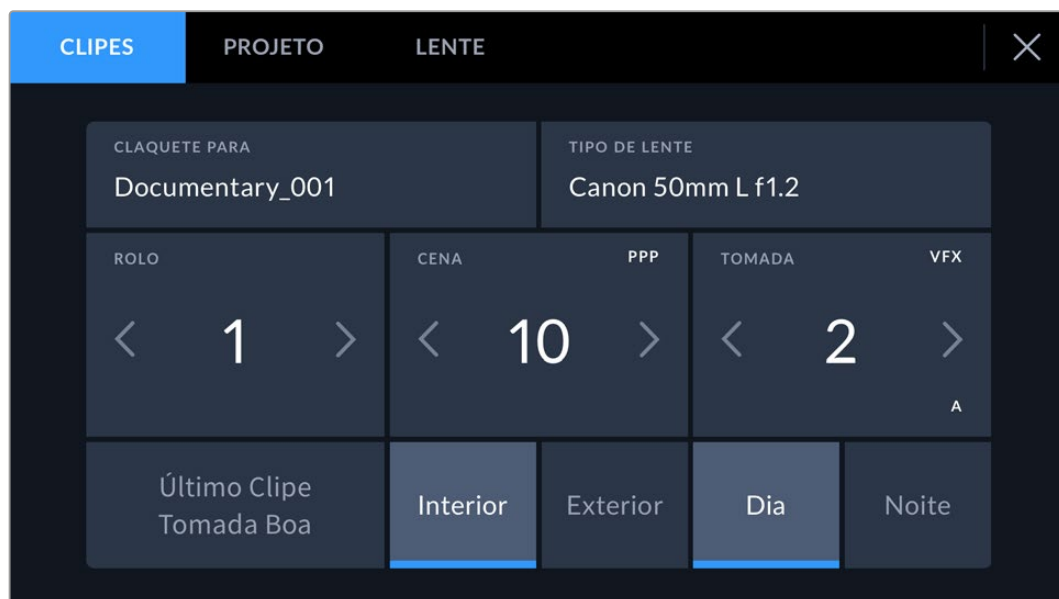 CLIPES PROJETO LENTE
CLAQUETE PARA
Documentary_001
TIPO DE LENTE
Canon 50mm L f1.2
ROLO
1
CENA PPP
10
TOMADA VFX
2
A
Último Clipe
Tomada Boa
Interior
Exterior
Dia
Noite